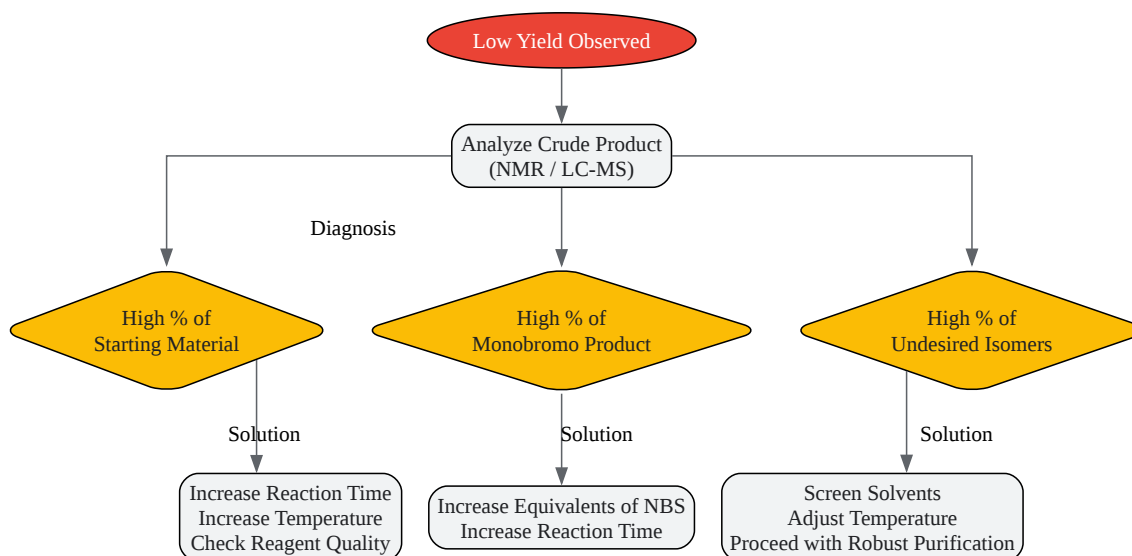 Low Yield Observed
Analyze Crude Product
(NMR / LC-MS)
Diagnosis
High % of
Starting Material
High % of
Monobromo Product
High % of
Undesired Isomers
Solution
Solution
Solution
Increase Reaction Time
Increase Temperature
Check Reagent Quality
Increase Equivalents of NBS
Increase Reaction Time
Screen Solvents
Adjust Temperature
Proceed with Robust Purification